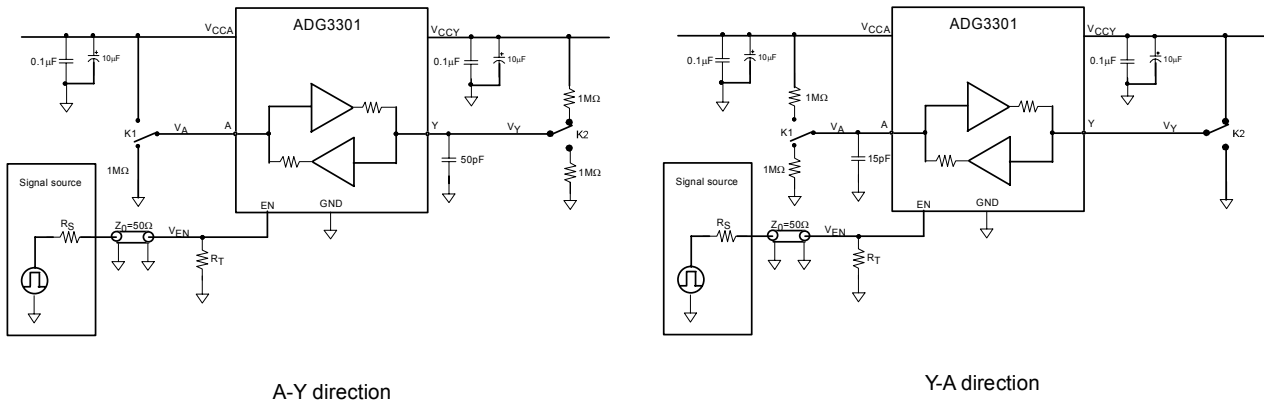 ADG3301
VCCA
VCCY
0.1µF
10µF
0.1µF
10µF
1MΩ
K1
VA
A
Y
VY
K2
50pF
1MΩ
1MΩ
Signal source
EN
GND
RS
Z0=50Ω
VEN
RT
A-Y direction
ADG3301
VCCA
VCCY
0.1µF
10µF
0.1µF
10µF
1MΩ
K1
VA
A
Y
VY
K2
15pF
1MΩ
Signal source
EN
GND
RS
Z0=50Ω
VEN
RT
Y-A direction